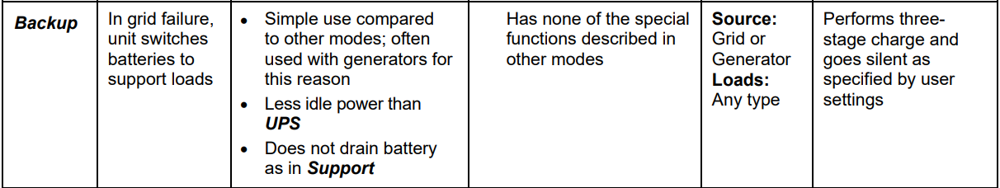 Backup
In grid failure,
unit switches
batteries to
support loads
• Simple use compared
to other modes; often
used with generators for
this reason
• Less idle power than
UPS
• Does not drain battery
as in Support
Has none of the special
functions described in
other modes
Source:
Grid or
Generator
Loads:
Any type
Performs three-
stage charge and
goes silent as
specified by user
settings